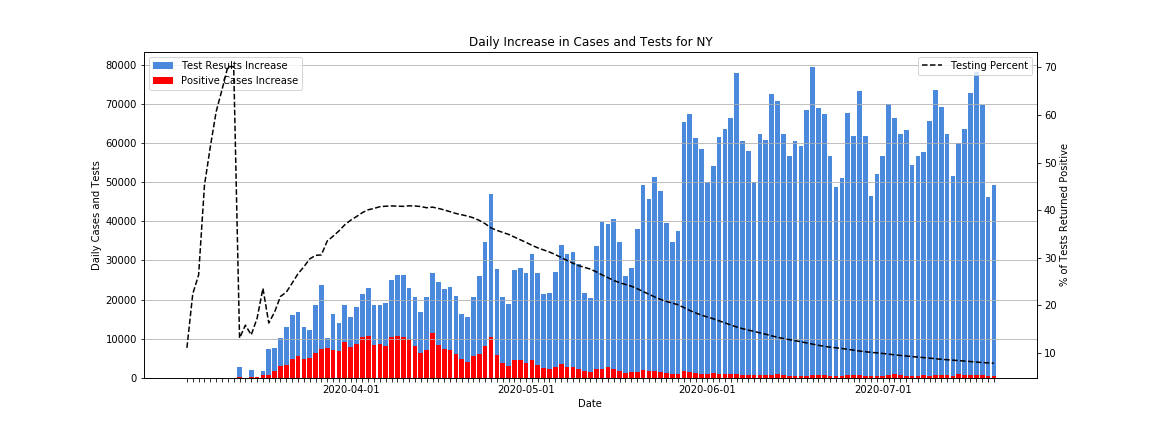 Daily Increase in Cases and Tests for NY
Test Results Increase
Positive Cases Increase
Testing Percent
80000
70000
60000
50000
40000
30000
20000
10000
0
Daily Cases and Tests
70
60
50
40
30
20
10
% of Tests Returned Positive
2020-04-01
2020-05-01
2020-06-01
2020-07-01
Date